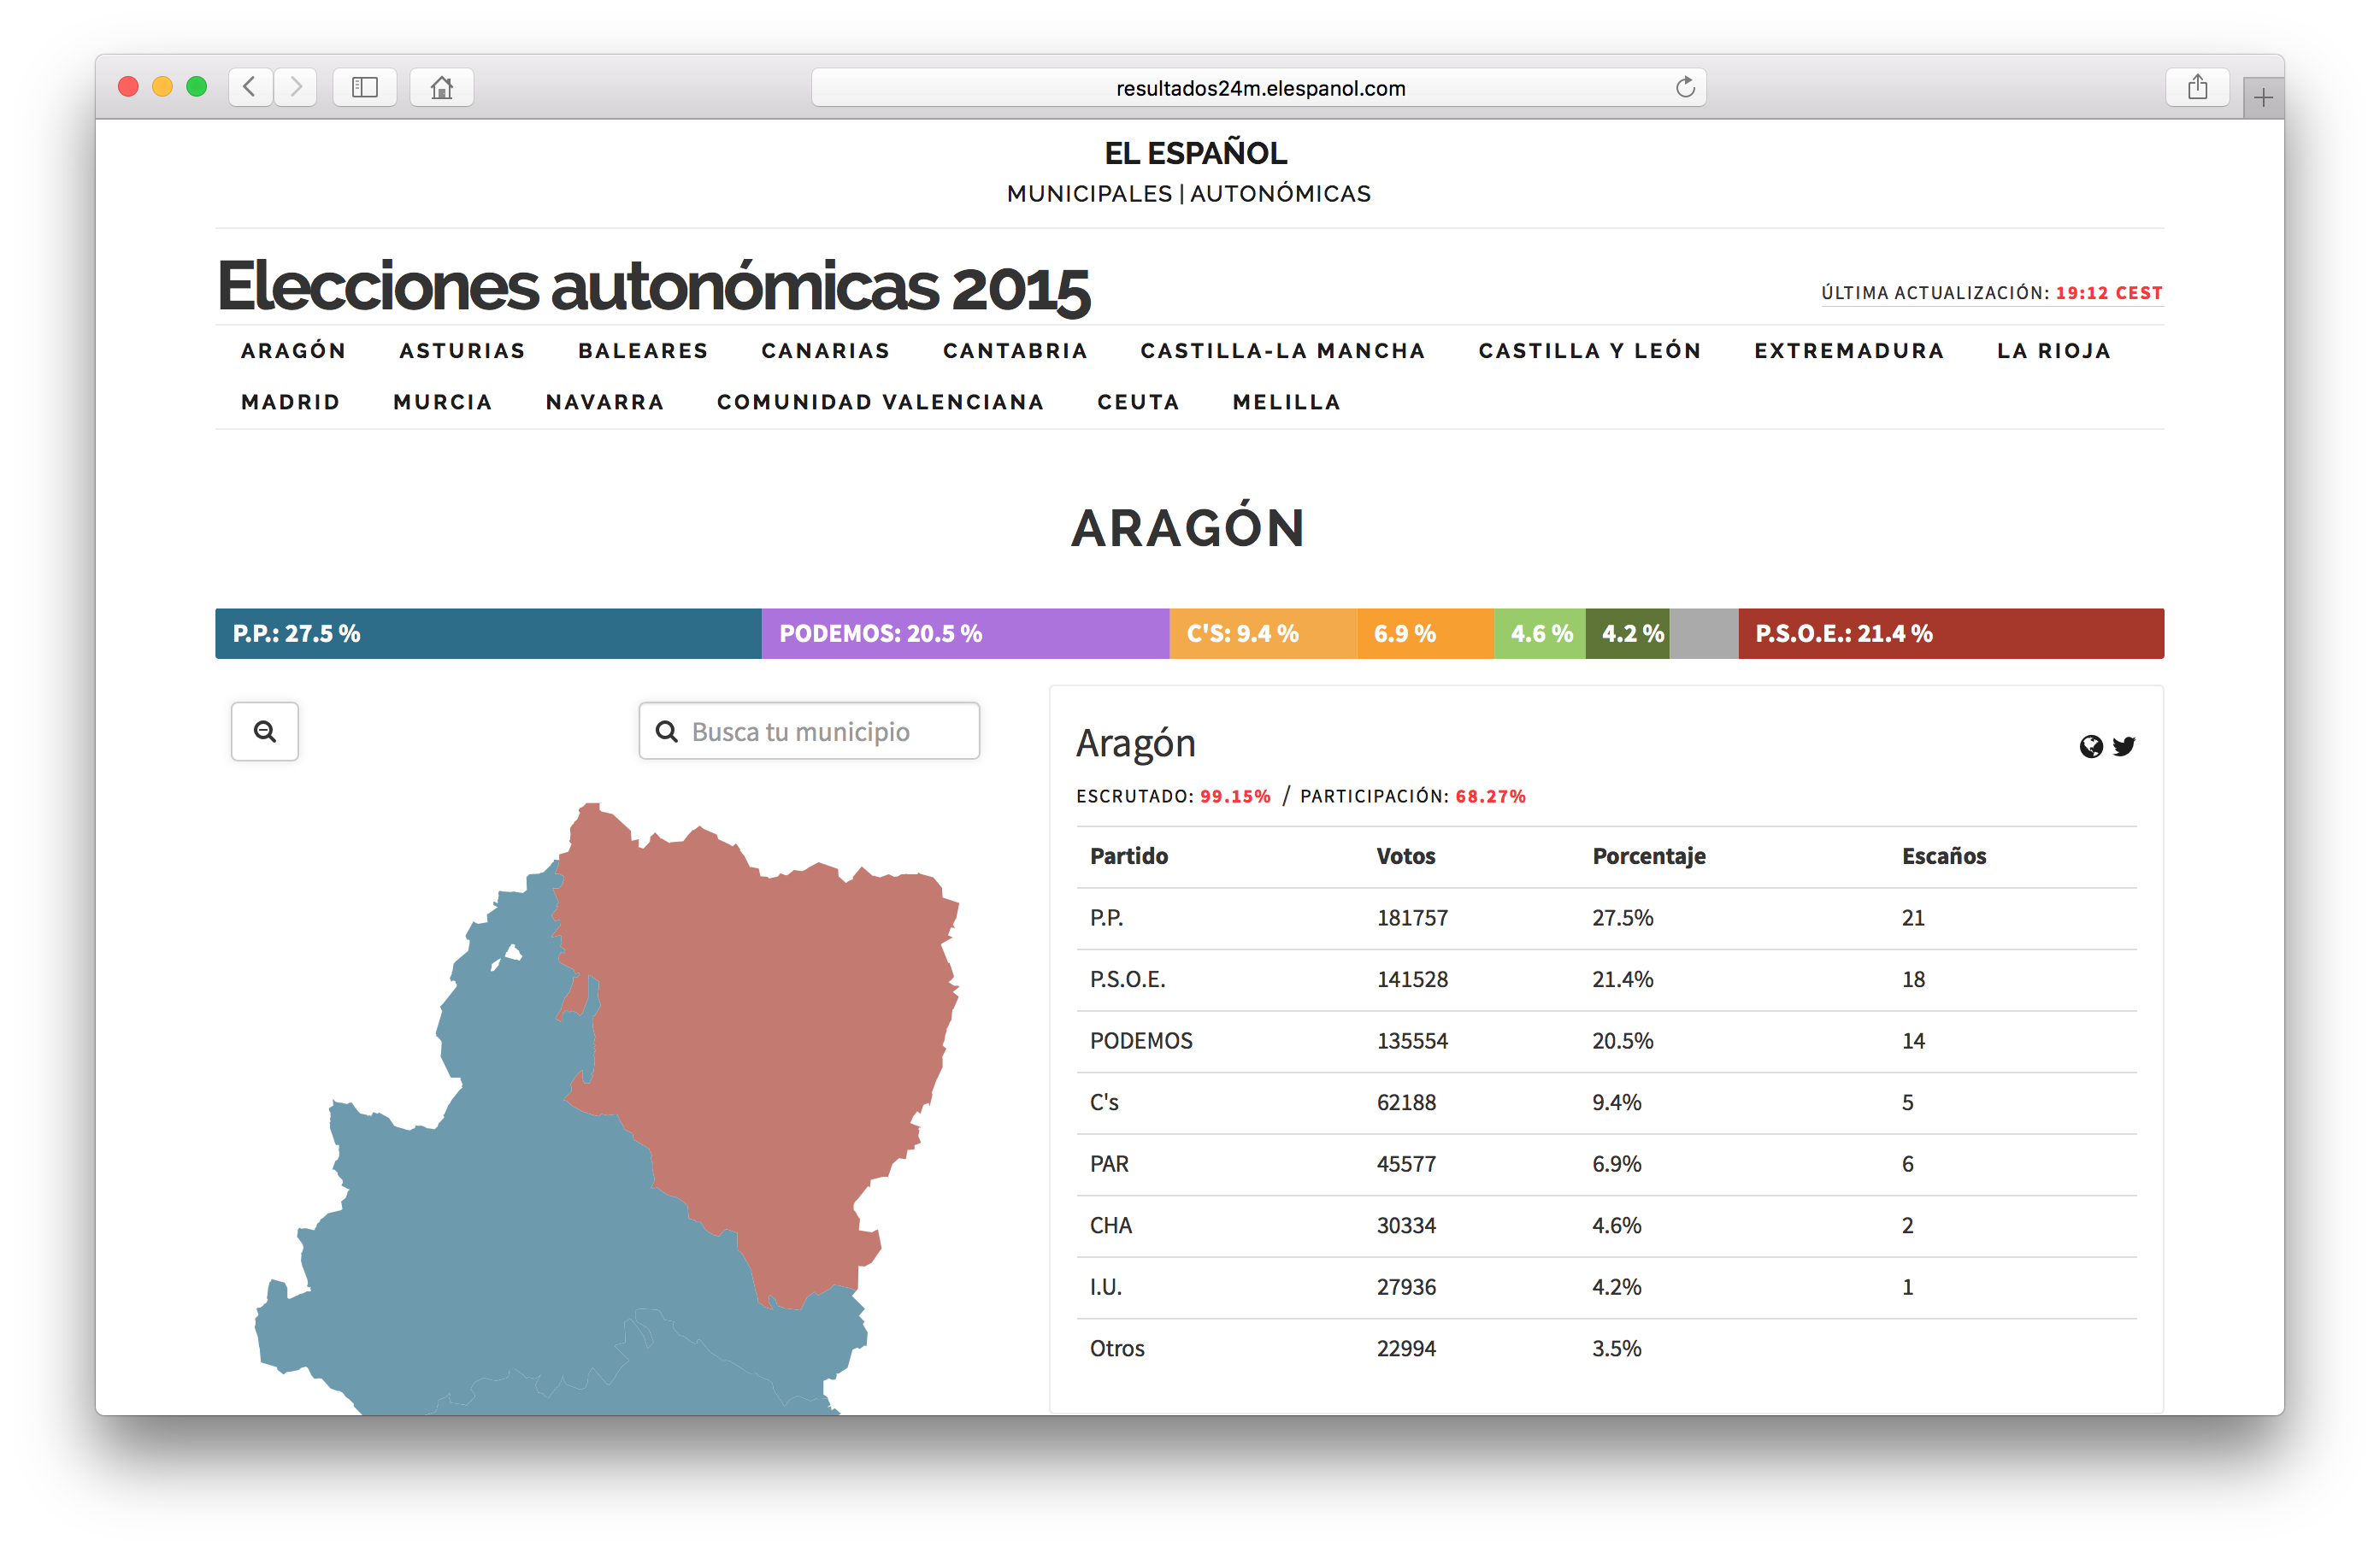 resultados24m.elespanol.com
EL ESPAÑOL
MUNICIPALES | AUTONÓMICAS
Elecciones autonómicas 2015
ÚLTIMA ACTUALIZACIÓN: 19:12 CEST
ARAGÓN ASTURIAS BALEARES CANARIAS CANTABRIA CASTILLA-LA MANCHA CASTILLA Y LEÓN EXTREMADURA LA RIOJA
MADRID MURCIA NAVARRA COMUNIDAD VALENCIANA CEUTA MELILLA
ARAGÓN
P.P.: 27.5 % PODEMOS: 20.5 % C'S: 9.4 % 6.9 % 4.6 % 4.2 % P.S.O.E.: 21.4 %
Busca tu municipio
Aragón
ESCRUTADO: 99.15% / PARTICIPACIÓN: 68.27%
Partido Votos Porcentaje Escaños
P.P. 181757 27.5% 21
P.S.O.E. 141528 21.4% 18
PODEMOS 135554 20.5% 14
C's 62188 9.4% 5
PAR 45577 6.9% 6
CHA 30334 4.6% 2
I.U. 27936 4.2% 1
Otros 22994 3.5%